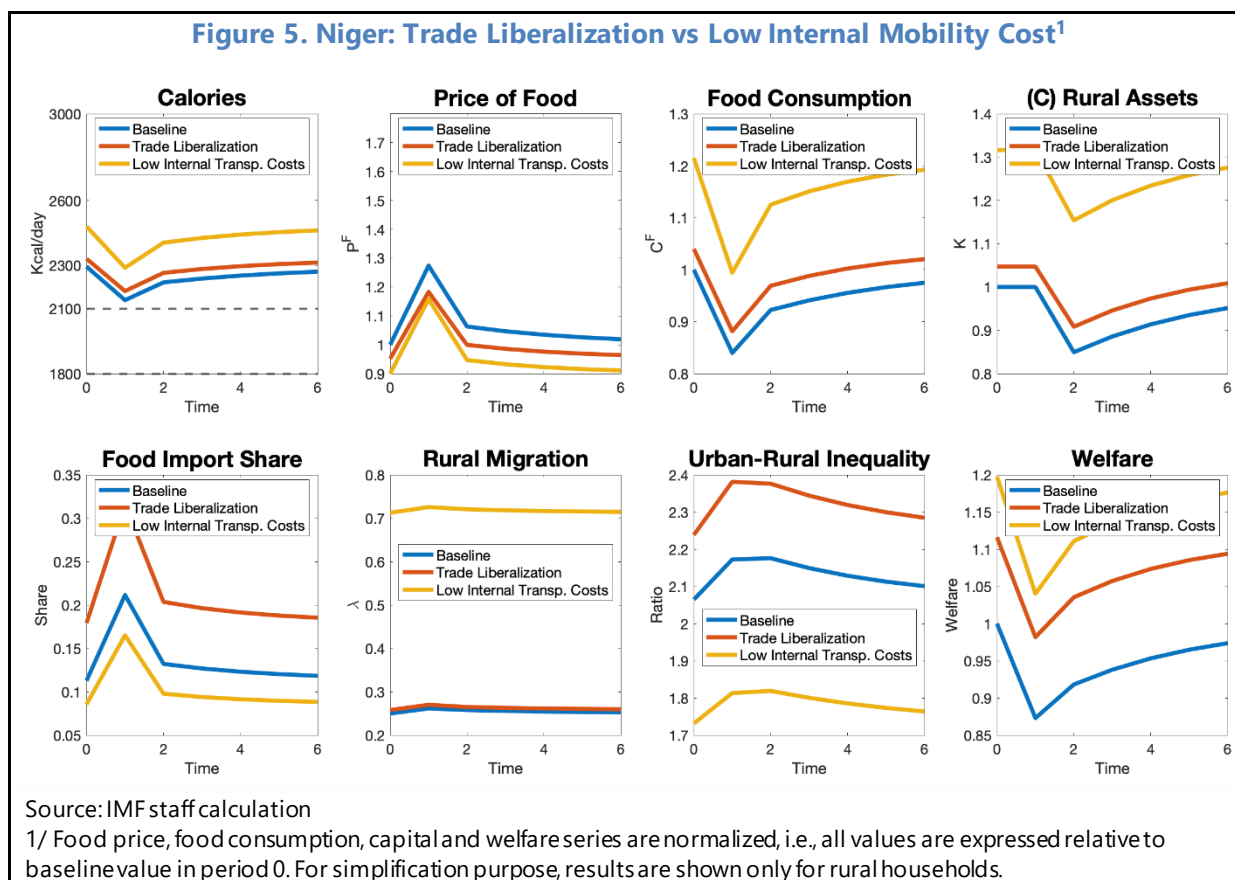 Figure 5. Niger: Trade Liberalization vs Low Internal Mobility Cost1
Calories
Baseline
Trade Liberalization
Low Internal Transp. Costs
Kcal/day
3000
2600
2300
2100
1800
0 2 4 6
Time
Price of Food
Baseline
Trade Liberalization
Low Internal Transp. Costs
PF
1.7
1.6
1.5
1.4
1.3
1.2
1.1
1
0.9
0 2 4 6
Time
Food Consumption
Baseline
Trade Liberalization
Low Internal Transp. Costs
CF
1.3
1.2
1.1
1
0.9
0.8
0 2 4 6
Time
(C) Rural Assets
Baseline
Trade Liberalization
Low Internal Transp. Costs
K
1.4
1.3
1.2
1.1
1
0.9
0.8
0 2 4 6
Time
Food Import Share
Baseline
Trade Liberalization
Low Internal Transp. Costs
Share
0.35
0.3
0.25
0.2
0.15
0.1
0.05
0 2 4 6
Time
Rural Migration
Baseline
Trade Liberalization
Low Internal Transp. Costs
λ
0.8
0.7
0.6
0.5
0.4
0.3
0.2
0 2 4 6
Time
Urban-Rural Inequality
Baseline
Trade Liberalization
Low Internal Transp. Costs
Ratio
2.4
2.3
2.2
2.1
2
1.9
1.8
1.7
0 2 4 6
Time
Welfare
Baseline
Trade Liberalization
Low Internal Transp. Costs
Welfare
1.2
1.15
1.1
1.05
1
0.95
0.9
0.85
0 2 4 6
Time
Source: IMF staff calculation
1/ Food price, food consumption, capital and welfare series are normalized, i.e., all values are expressed relative to
baseline value in period 0. For simplification purpose, results are shown only for rural households.